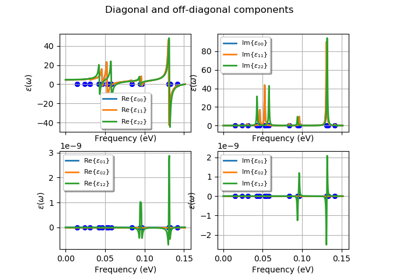 Diagonal and off-diagonal components
ε(ω)
40
20
0
−20
−40
Re{ε₀₀}
Re{ε₁₁}
Re{ε₂₂}
Frequency (eV)
ε(ω)
80
60
40
20
0
Im{ε₀₀}
Im{ε₁₁}
Im{ε₂₂}
Frequency (eV)
1e−9
ε(ω)
3
2
1
0
−1
Re{ε₀₁}
Re{ε₀₂}
Re{ε₁₂}
0.00 0.05 0.10 0.15
Frequency (eV)
1e−9
ε(ω)
2
1
0
−1
−2
Im{ε₀₁}
Im{ε₀₂}
Im{ε₁₂}
0.00 0.05 0.10 0.15
Frequency (eV)